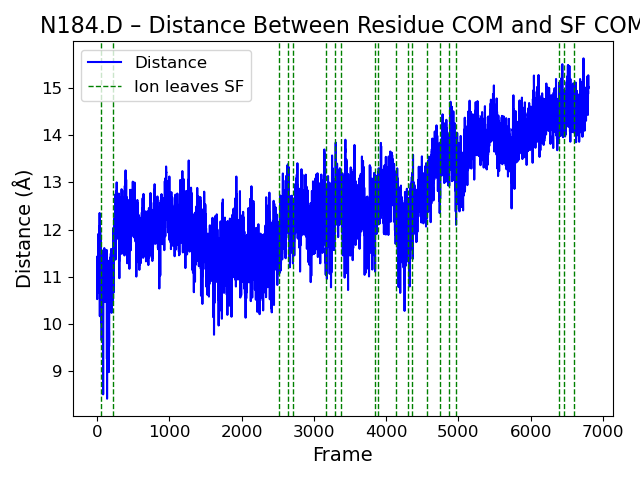 N184.D – Distance Between Residue COM and SF COM
Distance
Ion leaves SF
15
14
13
12
11
10
9
Distance (Å)
0 1000 2000 3000 4000 5000 6000 7000
Frame